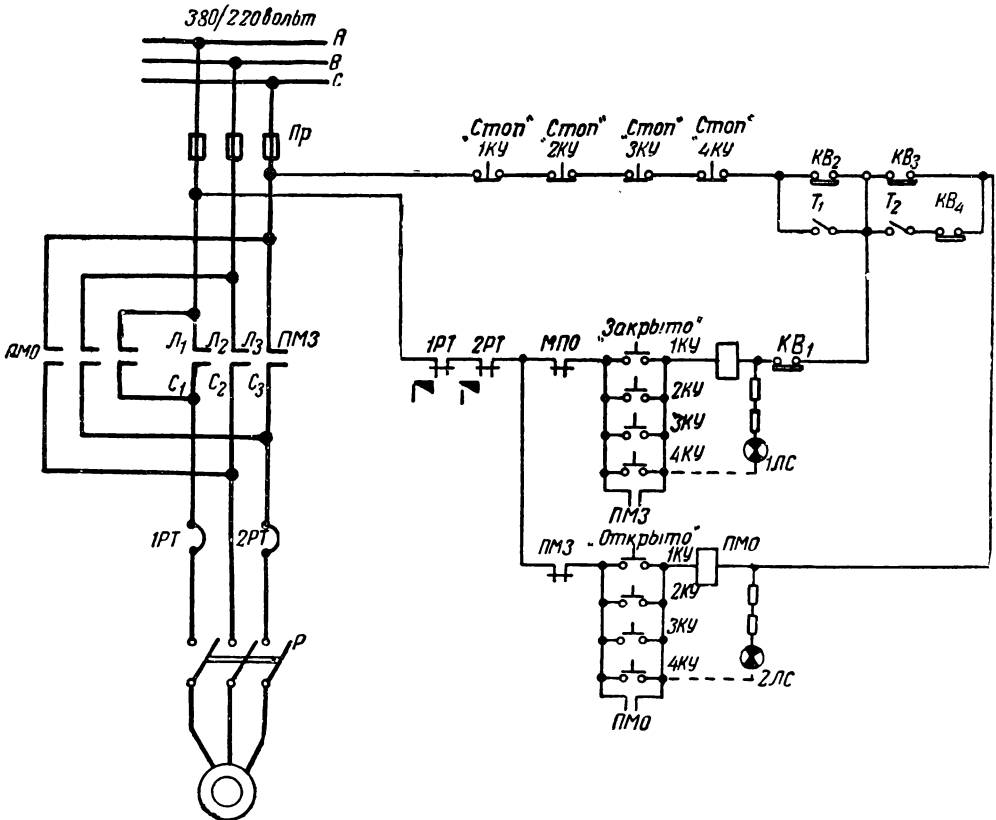 380/220 вольт
А
В
С
Пр
"Стоп" "Стоп" "Стоп" "Стоп"
1КУ 2КУ 3КУ 4КУ
КВ2 КВ3
Т1 Т2 КВ4
ПМО Л1 Л2 Л3 ПМЗ
С1 С2 С3
1РТ 2РТ МПО
"Закрыто"
1КУ
КВ1
2КУ
3КУ
4КУ
1ЛС
ПМЗ
1РТ 2РТ
ПМЗ
"Открыто"
1КУ
ПМО
2КУ
3КУ
4КУ
2ЛС
ПМО
Р